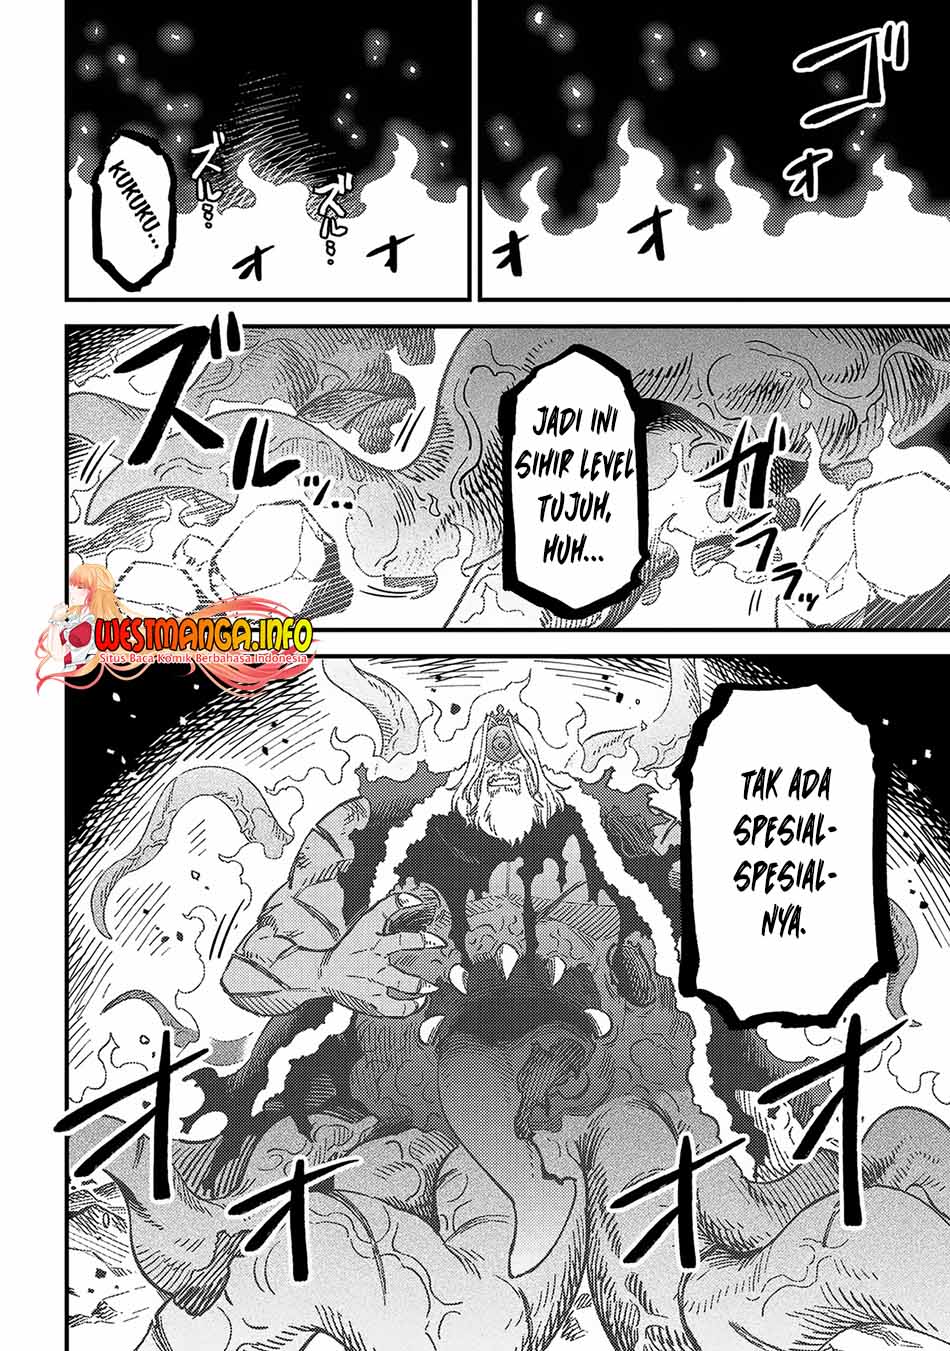 ゴ
オ
オ
オ
ズル…
ズル…
オ
オ
KUKUKU...
ガラッ…
JADI INI
SIHIR LEVEL
TUJUH,
HUH...
ズルッ…
WESTMANGA.INFO
Situs Baca Komik Berbahasa Indonesia
TAK ADA
SPESIAL-
SPESIAL-
NYA.
オ
オ
オ
オ